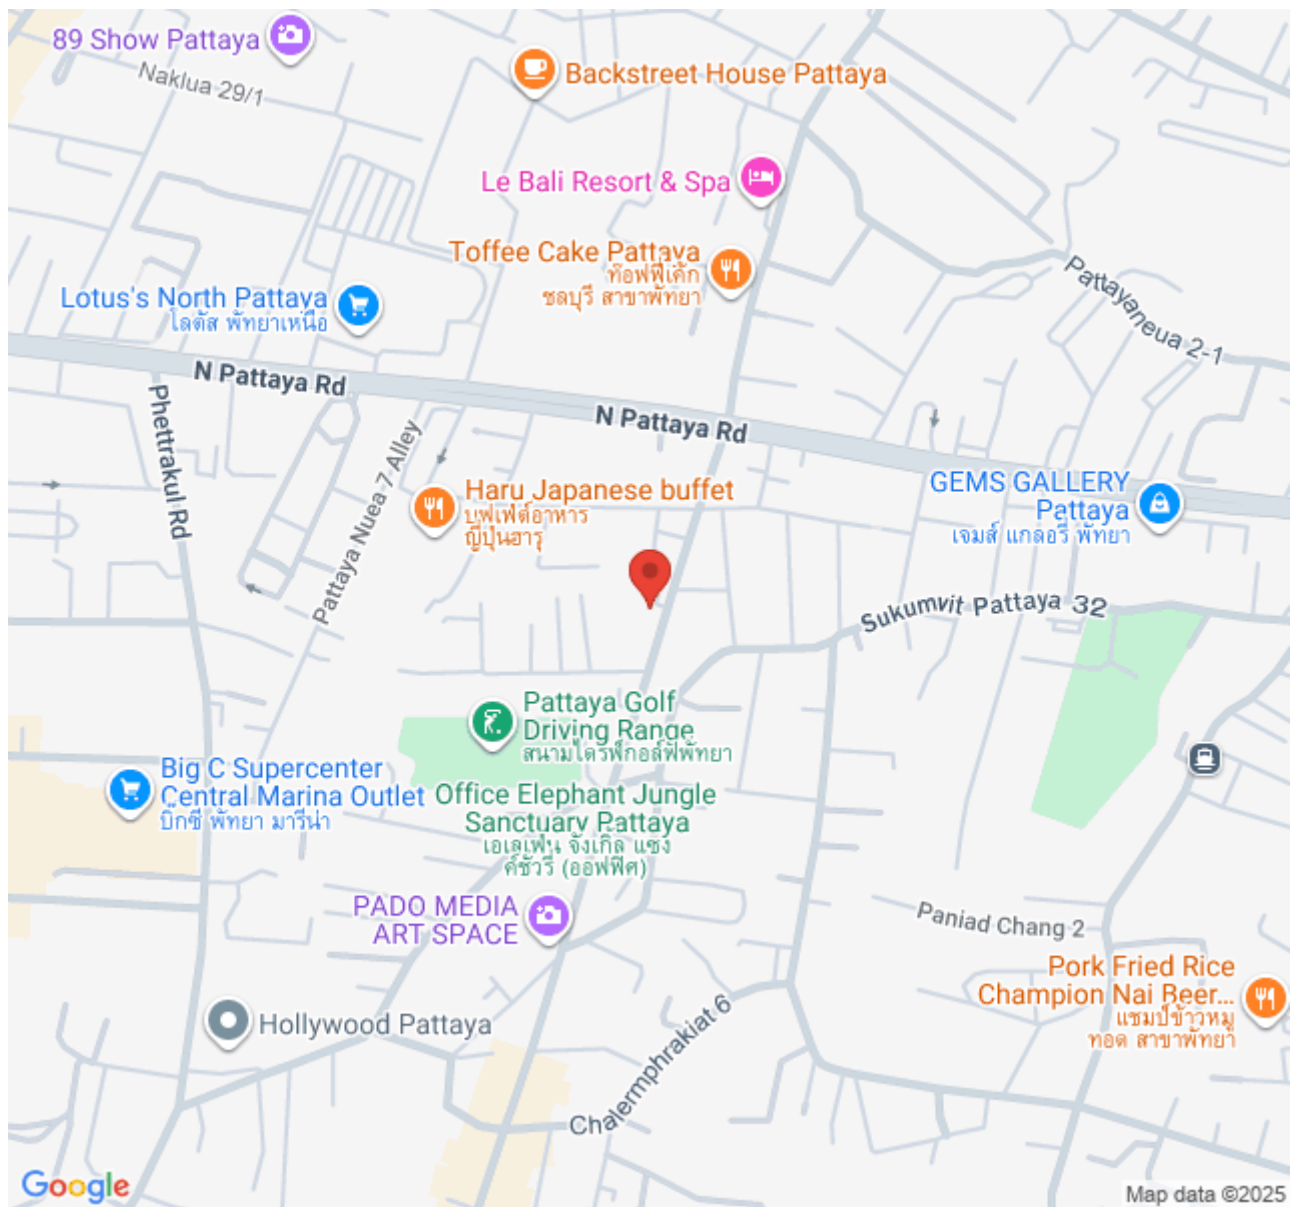 89 Show Pattaya
Naklua 29/1
Backstreet House Pattaya
Le Bali Resort & Spa
Toffee Cake Pattaya
ท๊อฟฟี่เค้ก
ชลบุรี สาขาพัทยา
Pattayaneua 2-1
Lotus's North Pattaya
โลตัส พัทยาเหนือ
N Pattaya Rd
N Pattaya Rd
Phettrakul Rd
Pattaya Nuea 7 Alley
Haru Japanese buffet
บุฟเฟ่ต์อาหาร
ญี่ปุ่นฮารุ
GEMS GALLERY
Pattaya
เจมส์ แกลอรี่ พัทยา
Sukumvit Pattaya 32
Pattaya Golf
Driving Range
สนามไดร์ฟกอล์ฟพัทยา
Big C Supercenter
Central Marina Outlet
บิ๊กซี พัทยา มารีน่า
Office Elephant Jungle
Sanctuary Pattaya
เอเลเฟ่น จังเกิ้ล แซง
ค์ชัวรี่ (ออฟฟิศ)
PADO MEDIA
ART SPACE
Paniad Chang 2
Pork Fried Rice
Champion Nai Beer...
แชมป์ข้าวหมู
ทอด สาขาพัทยา
Hollywood Pattaya
Chalermphrakiat 6
Google
Map data ©2025